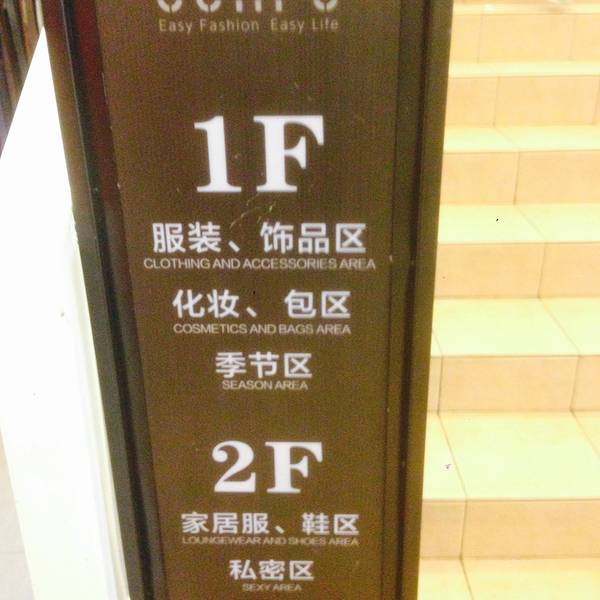 Easy Fashion Easy Life
1F
服装、饰品区
CLOTHING AND ACCESSORIES AREA
化妆、包区
COSMETICS AND BAGS AREA
季节区
SEASON AREA
2F
家居服、鞋区
LOUNGEWEAR AND SHOES AREA
私密区
SEXY AREA